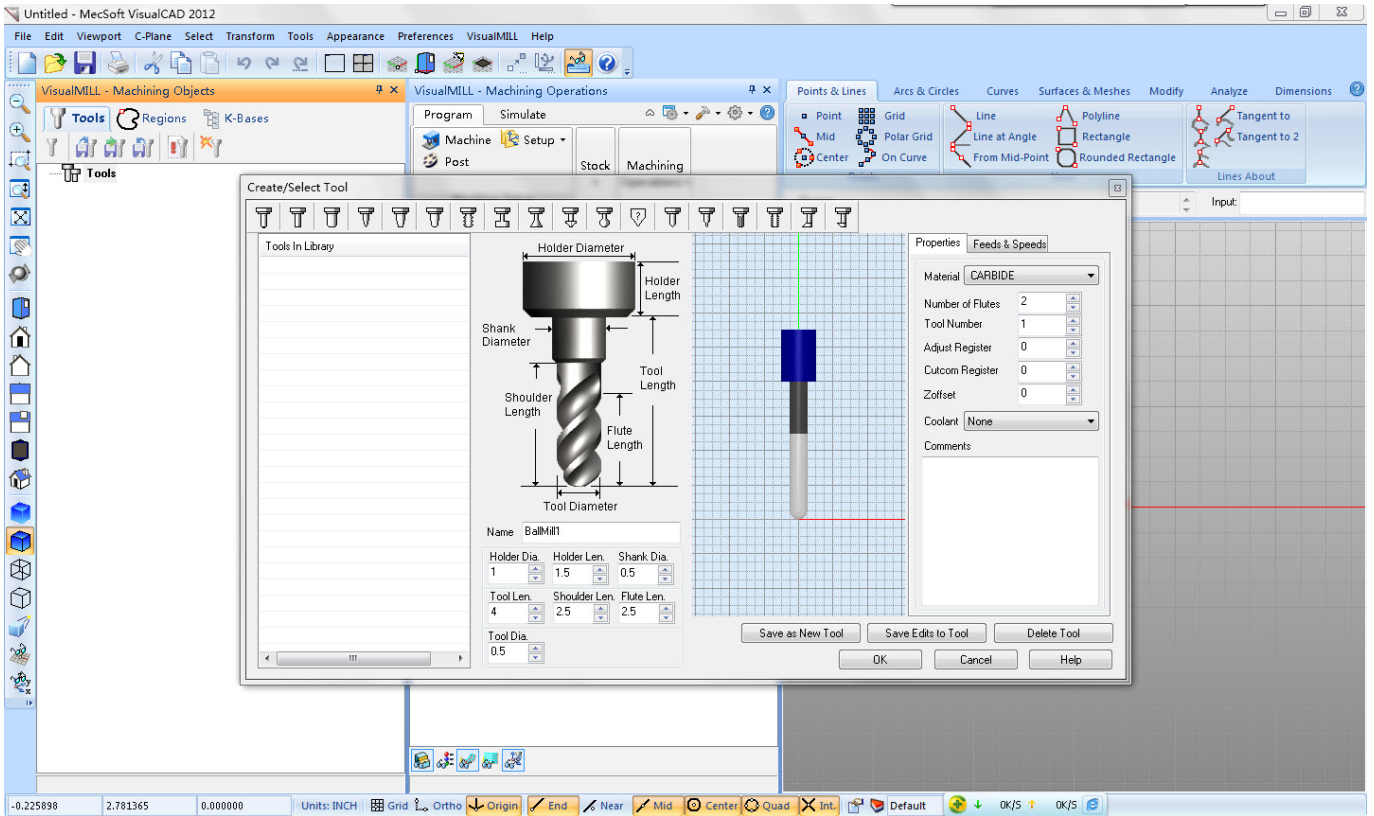 Untitled - MecSoft VisualCAD 2012
File Edit Viewport C-Plane Select Transform Tools Appearance Preferences VisualMILL Help
VisualMILL - Machining Objects
Tools Regions K-Bases
Tools
VisualMILL - Machining Operations
Program Simulate
Machine Setup
Post
Stock Machining
Points & Lines Arcs & Circles Curves Surfaces & Meshes Modify Analyze Dimensions
Point Grid Line Polyline Tangent to
Mid Polar Grid Line at Angle Rectangle Tangent to 2
Center On Curve From Mid-Point Rounded Rectangle
Lines About
Input:
Create/Select Tool
Tools In Library
Holder Diameter
Holder
Length
Shank
Diameter
Tool
Length
Shoulder
Length
Flute
Length
Tool Diameter
Name BallMill1
Holder Dia. Holder Len. Shank Dia.
1 1.5 0.5
Tool Len. Shoulder Len. Flute Len.
4 2.5 2.5
Tool Dia.
0.5
Properties Feeds & Speeds
Material CARBIDE
Number of Flutes 2
Tool Number 1
Adjust Register 0
Cutcom Register 0
Zoffset 0
Coolant None
Comments
Save as New Tool Save Edits to Tool Delete Tool
OK Cancel Help
-0.225898 2.781365 0.000000 Units: INCH Grid Ortho Origin End Near Mid Center Quad Int. Default 0K/S 0K/S